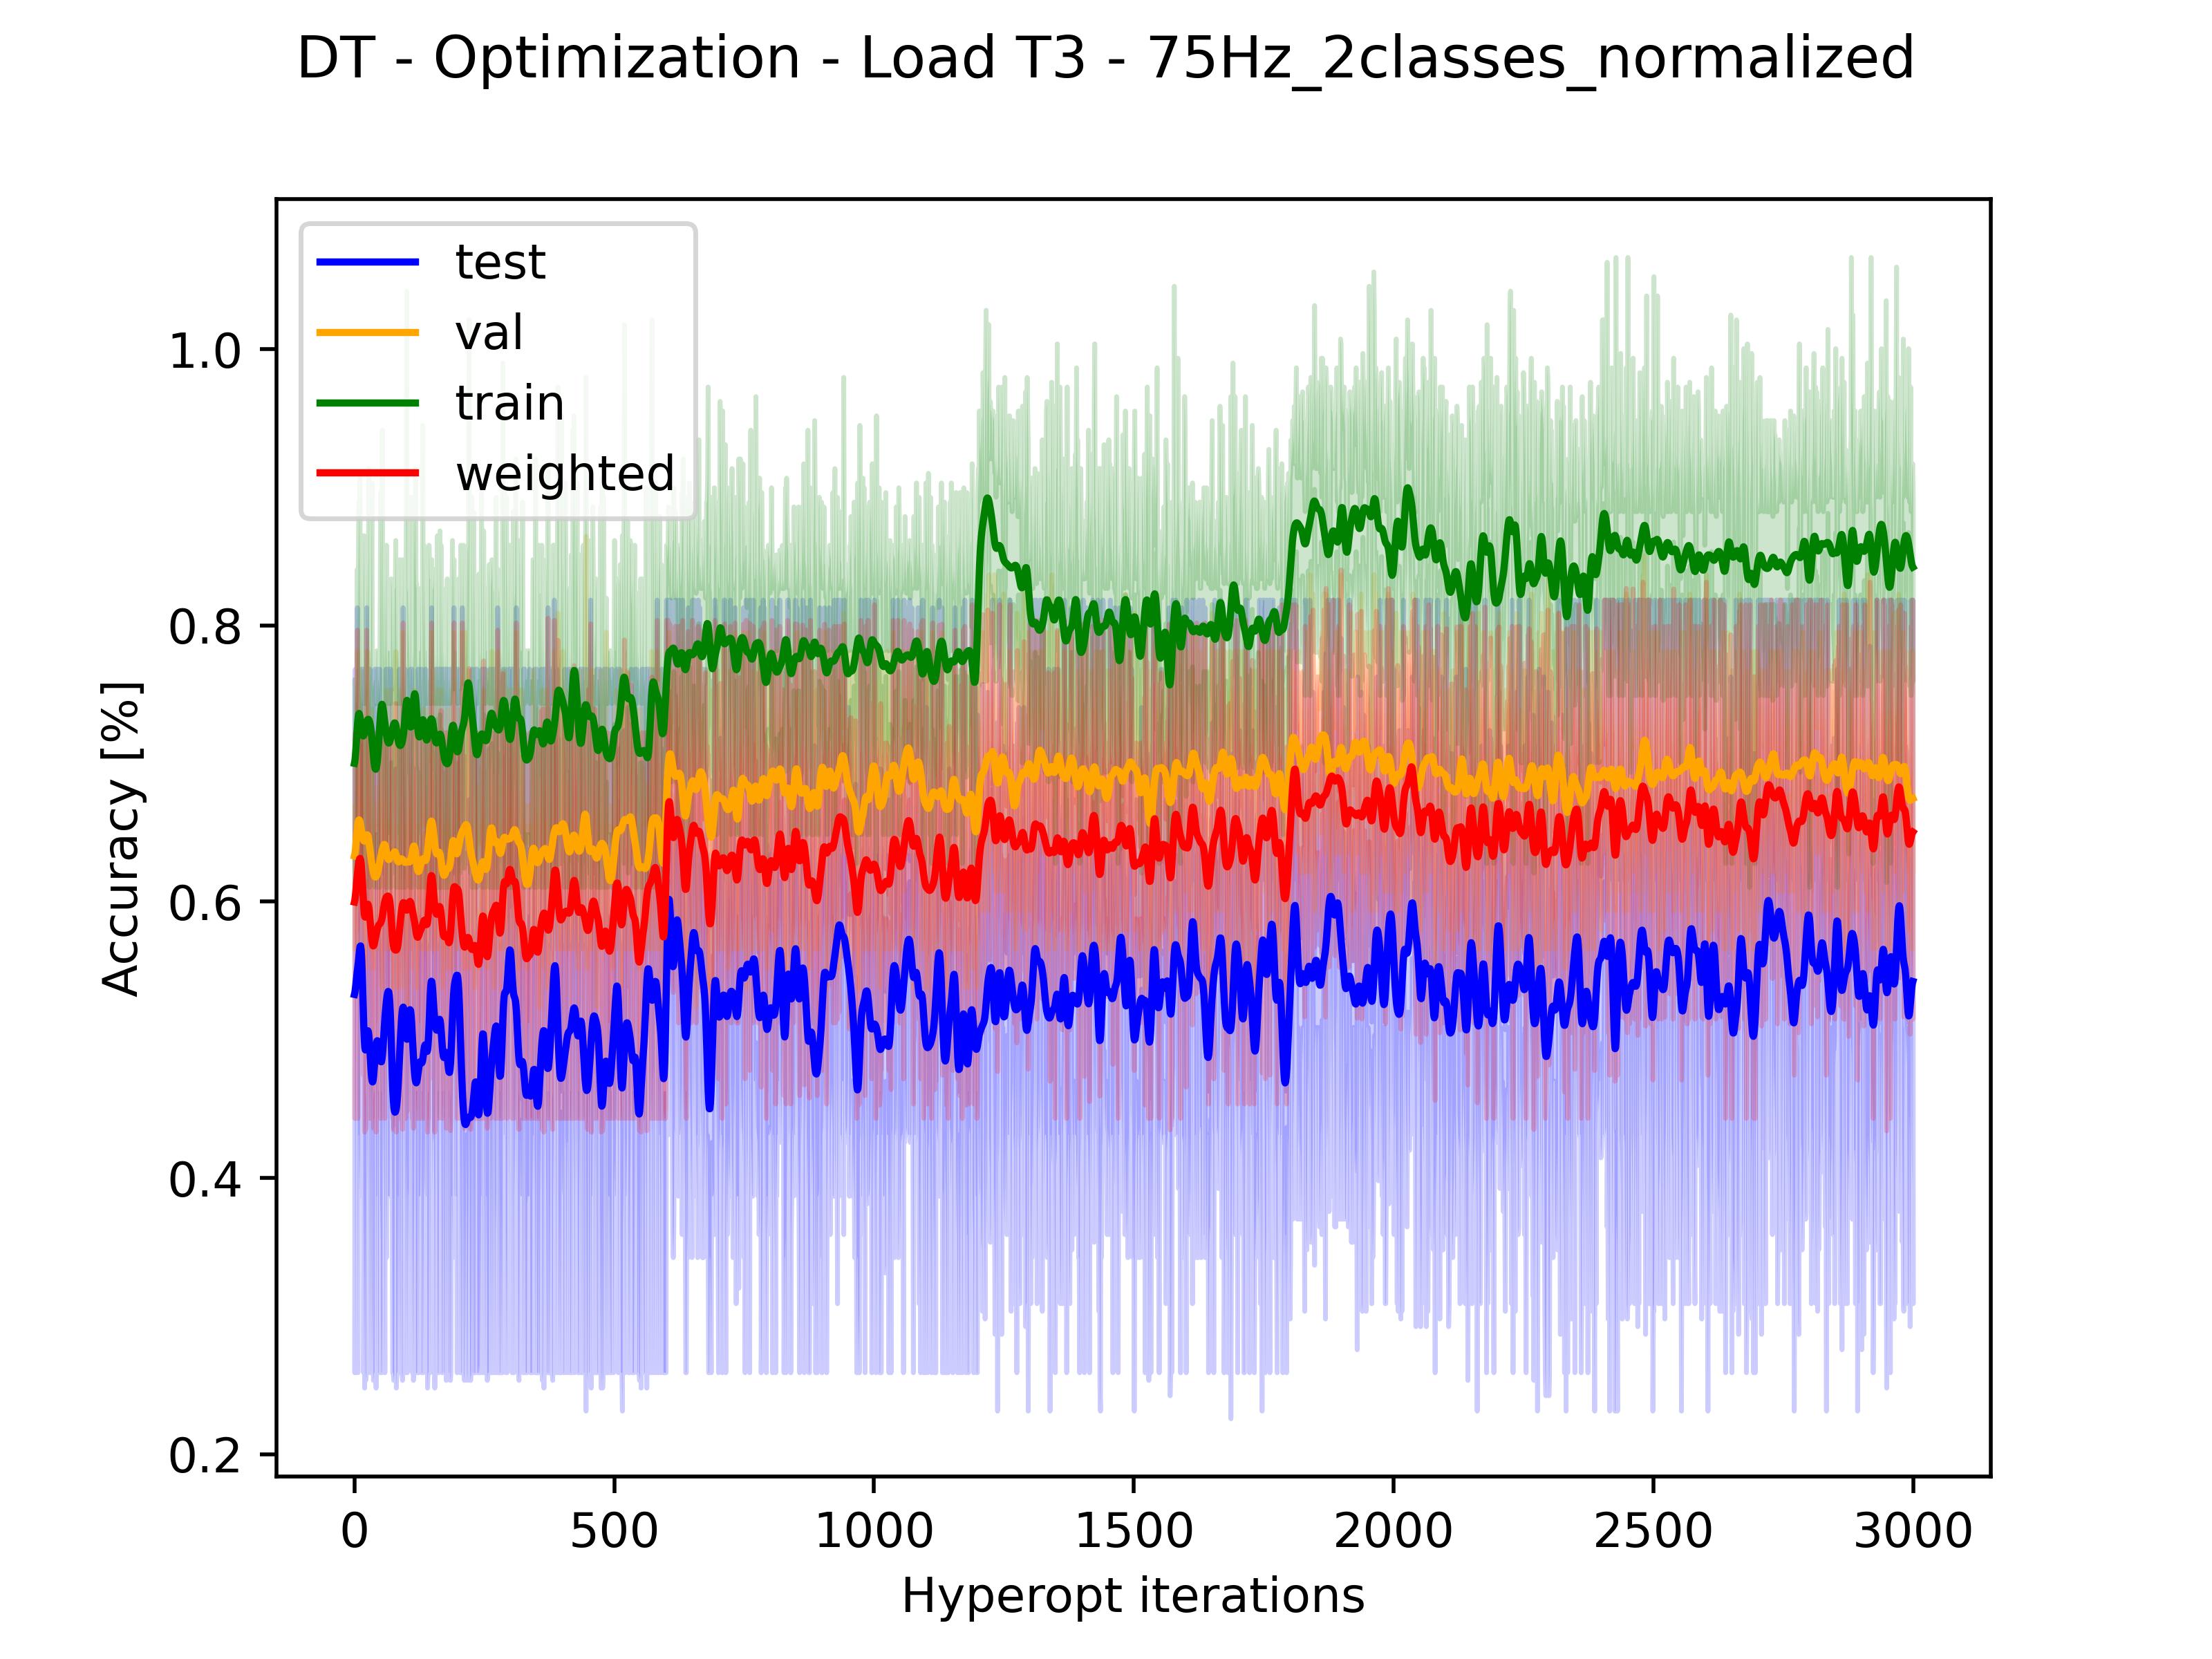 DT - Optimization - Load T3 - 75Hz_2classes_normalized
test
val
train
weighted
Accuracy [%]
1.0
0.8
0.6
0.4
0.2
0 500 1000 1500 2000 2500 3000
Hyperopt iterations